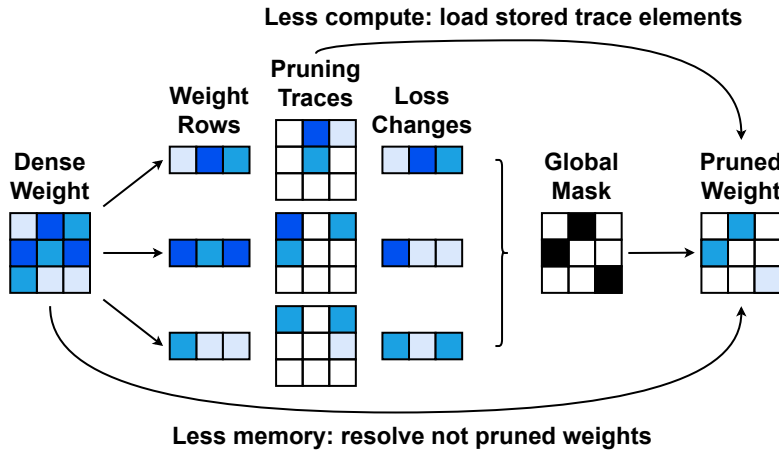 Less compute: load stored trace elements
Pruning
Traces
Weight
Rows
Loss
Changes
Dense
Weight
Global
Mask
Pruned
Weight
Less memory: resolve not pruned weights